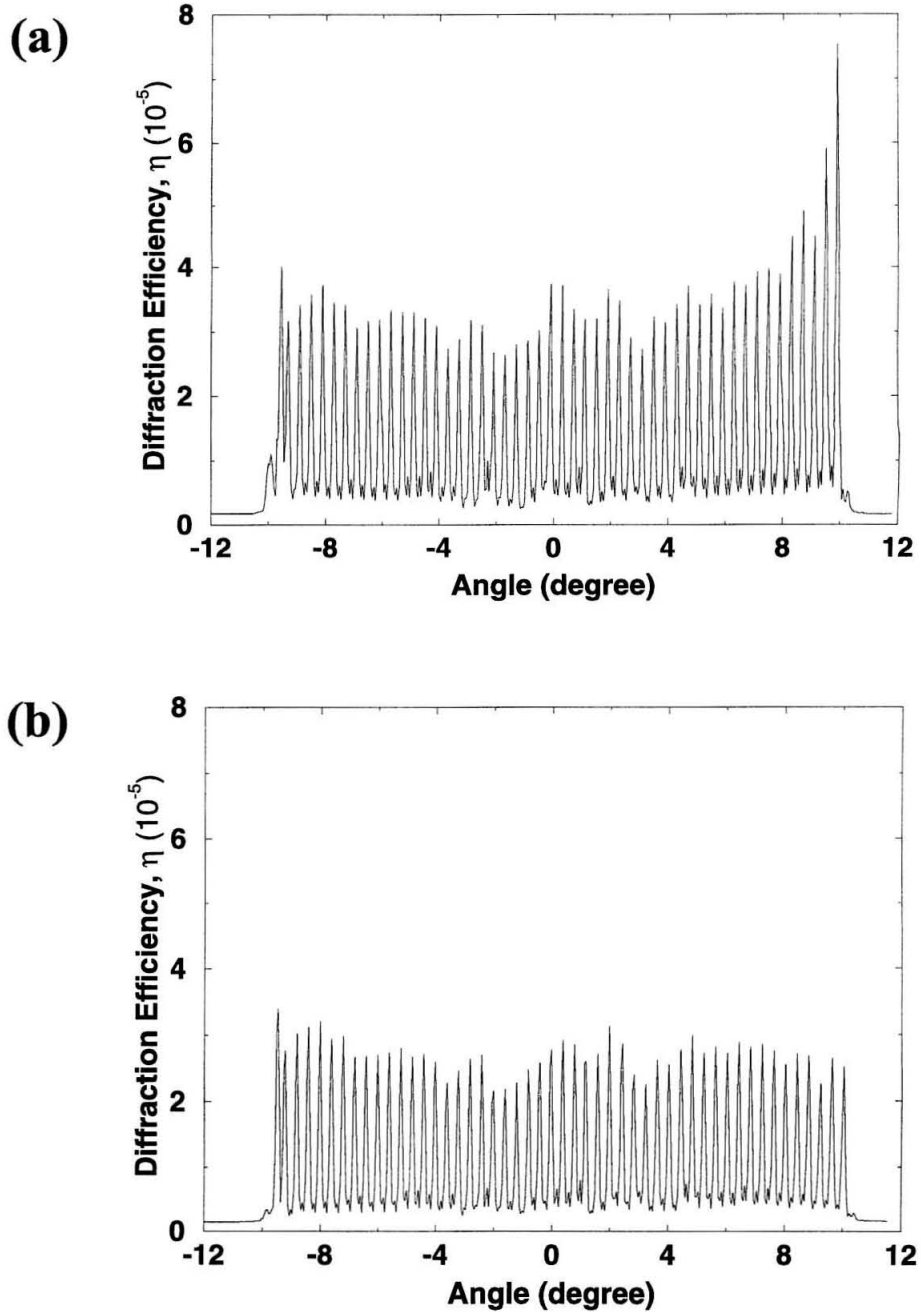 (a)
8
6
4
2
0
Diffraction Efficiency, η (10⁻⁵)
-12 -8 -4 0 4 8 12
Angle (degree)
(b)
8
6
4
2
0
Diffraction Efficiency, η (10⁻⁵)
-12 -8 -4 0 4 8 12
Angle (degree)